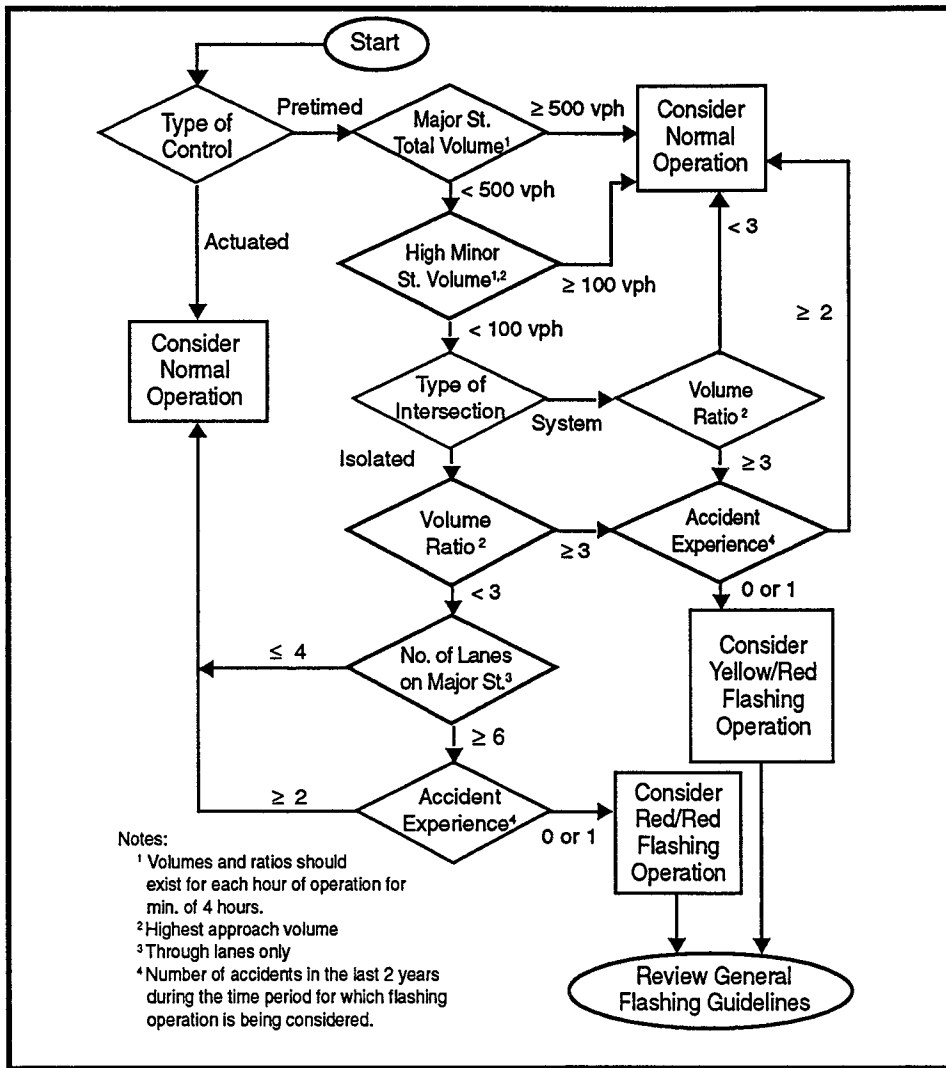 Start
Type of
Control
Pretimed
Major St.
Total Volume¹
≥ 500 vph
Consider
Normal
Operation
< 500 vph
Actuated
High Minor
St. Volume¹,²
≥ 100 vph
< 3
≥ 2
< 100 vph
Consider
Normal
Operation
Type of
Intersection
System
Volume
Ratio ²
Isolated
≥ 3
Volume
Ratio ²
≥ 3
Accident
Experience⁴
< 3
0 or 1
≤ 4
No. of Lanes
on Major St.³
Consider
Yellow/Red
Flashing
Operation
≥ 6
≥ 2
Accident
Experience⁴
0 or 1
Consider
Red/Red
Flashing
Operation
Notes:
¹ Volumes and ratios should
exist for each hour of operation for
min. of 4 hours.
² Highest approach volume
³ Through lanes only
⁴ Number of accidents in the last 2 years
during the time period for which flashing
operation is being considered.
Review General
Flashing Guidelines